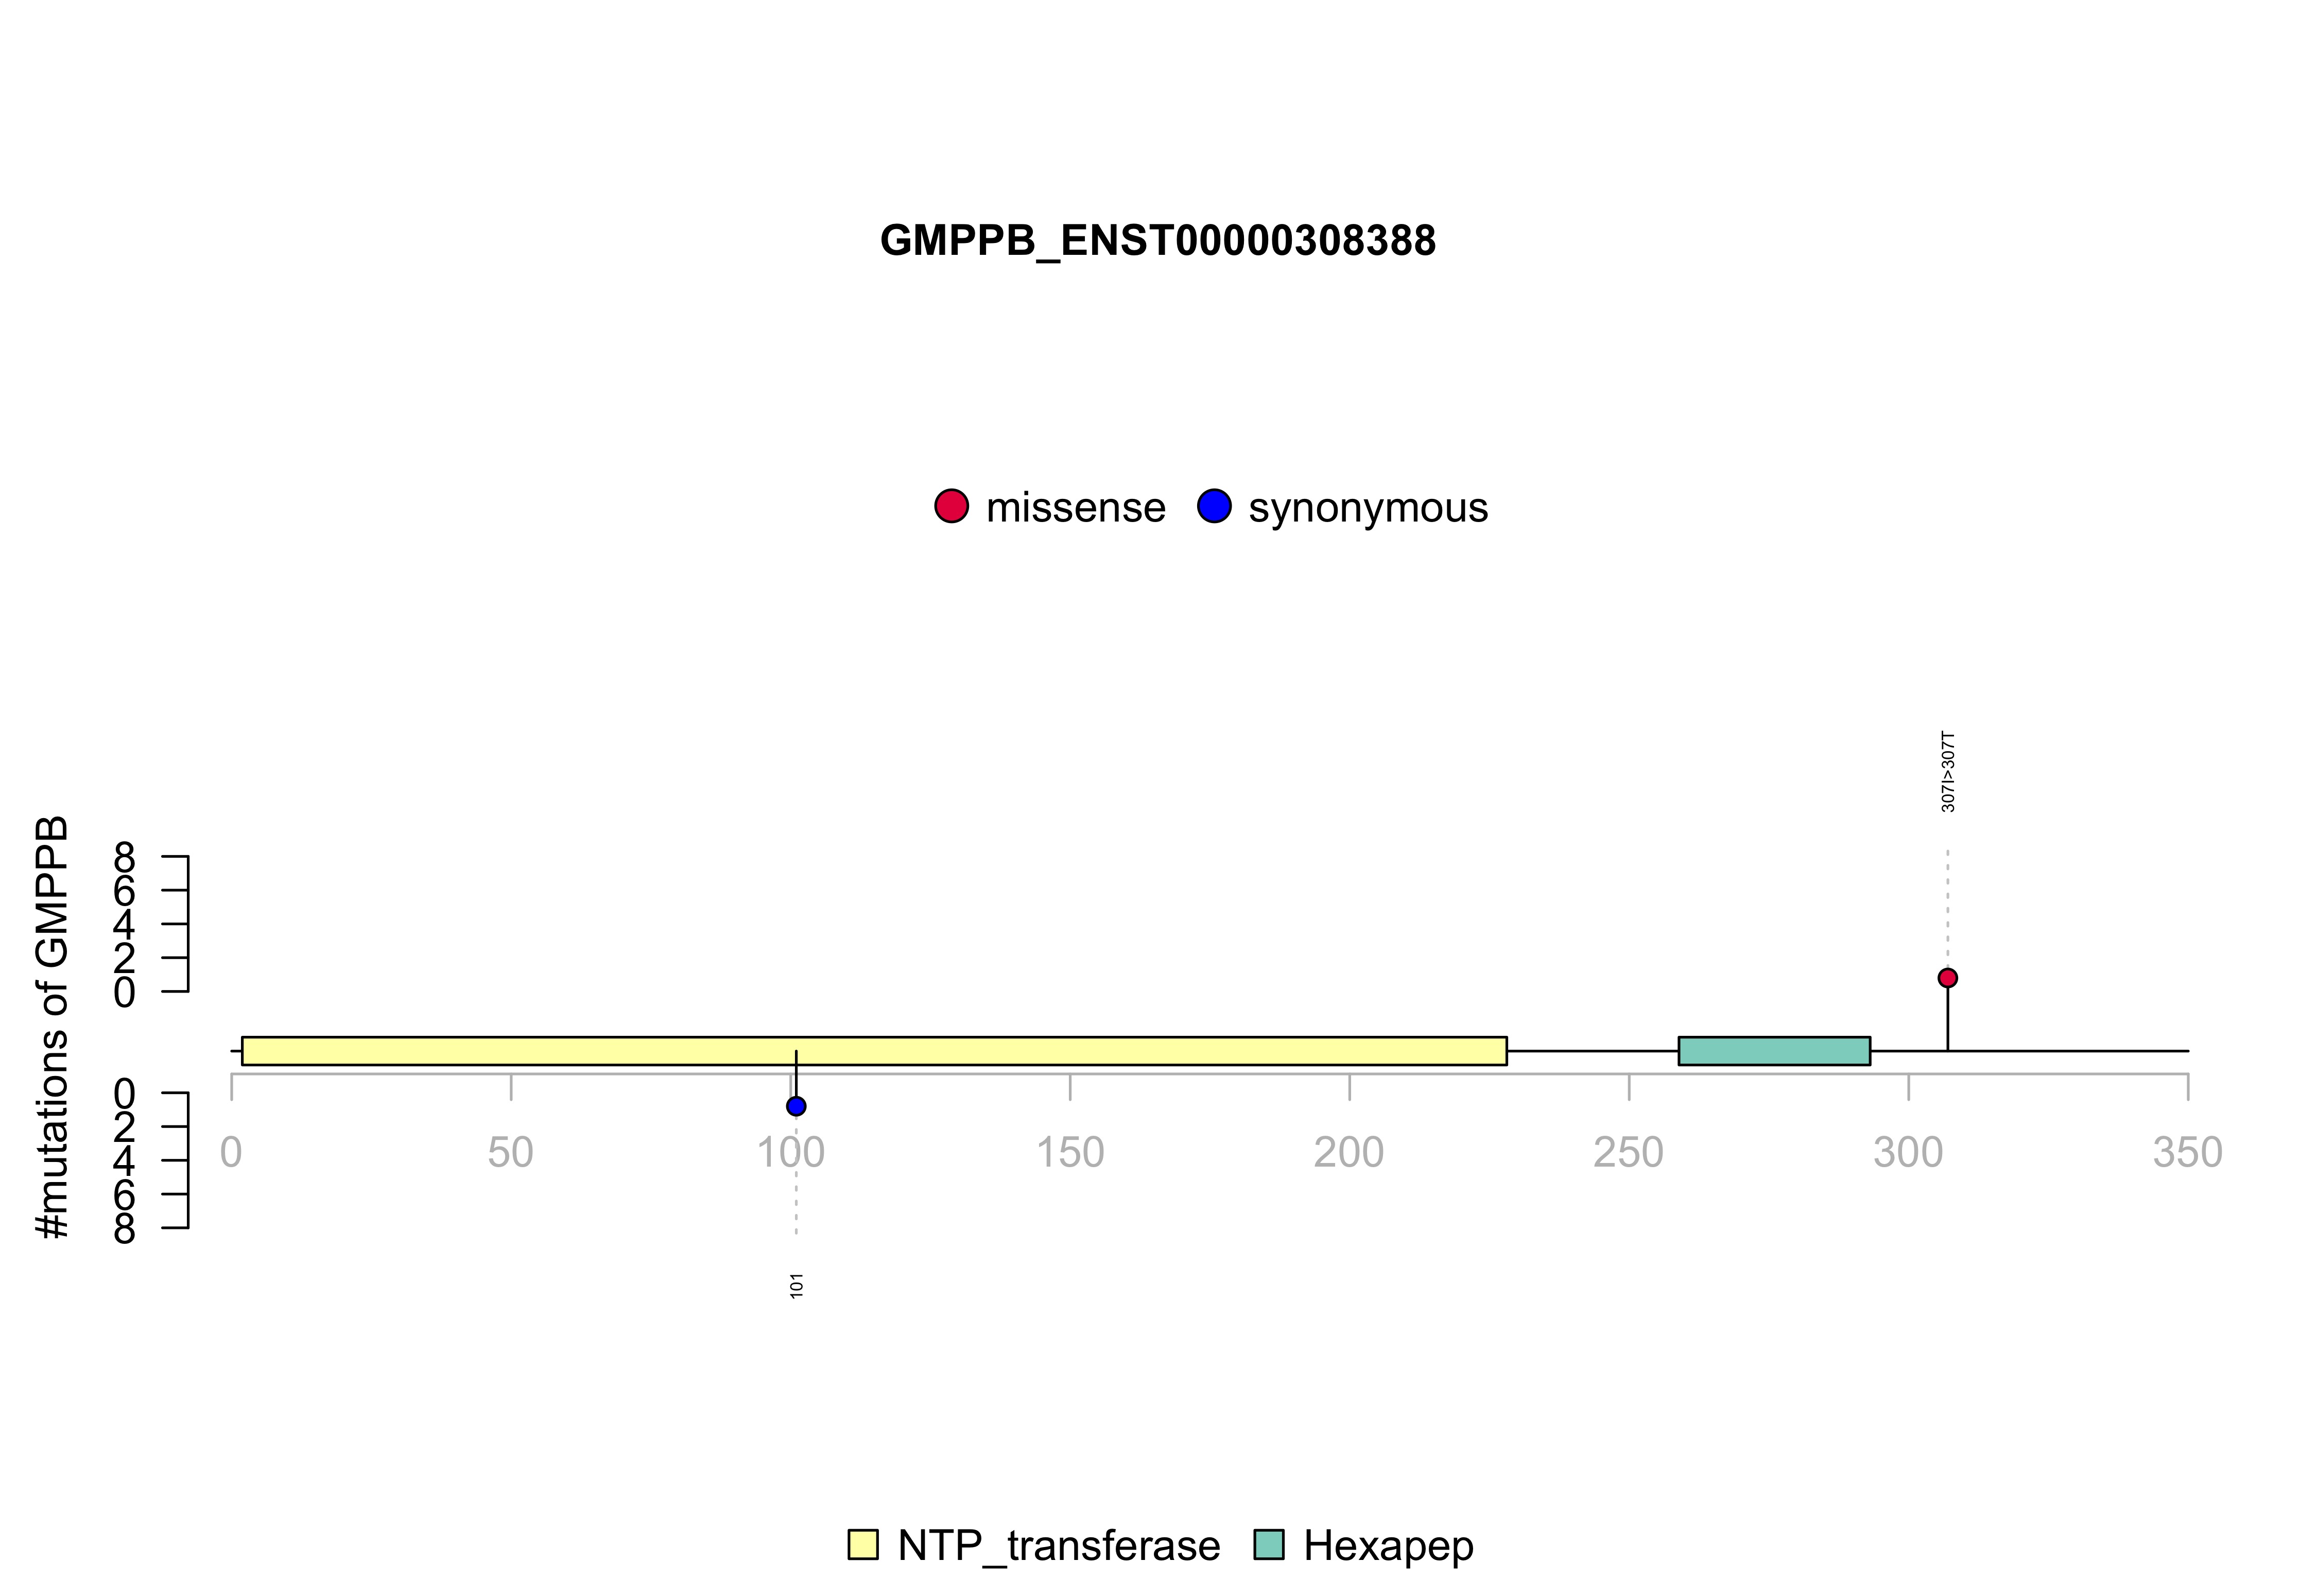 GMPPB_ENST00000308388
missense synonymous
307I>307T
#mutations of GMPPB
8
6
4
2
0
0
2
4
6
8
0 50 100 150 200 250 300 350
101
NTP_transferase Hexapep